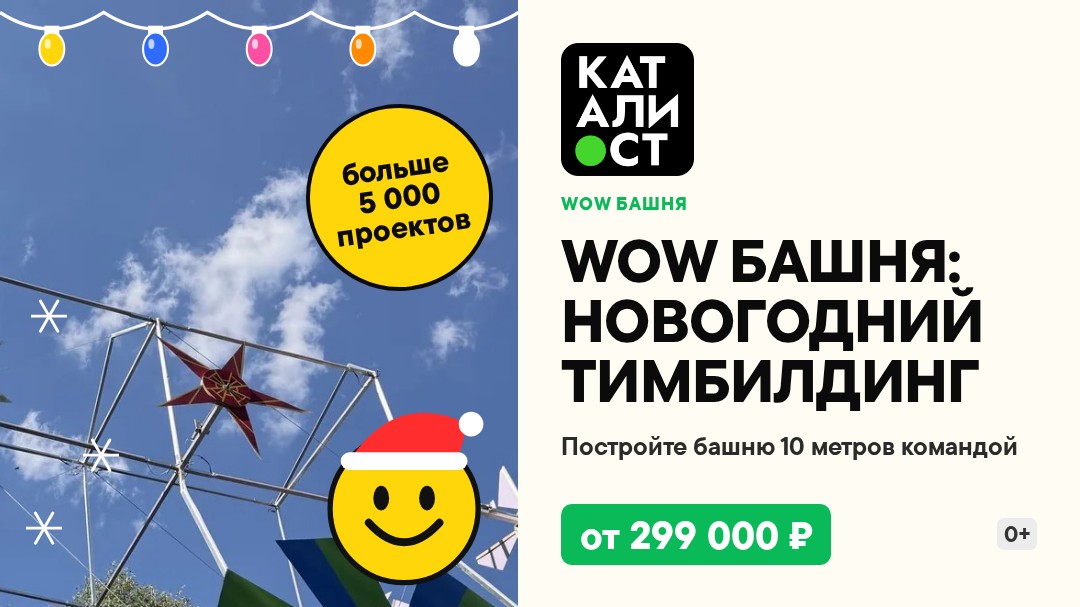 больше
5 000
проектов
КАТ
АЛИ
СТ
WOW БАШНЯ
WOW БАШНЯ:
НОВОГОДНИЙ
ТИМБИЛДИНГ
Постройте башню 10 метров командой
от 299 000 ₽
0+